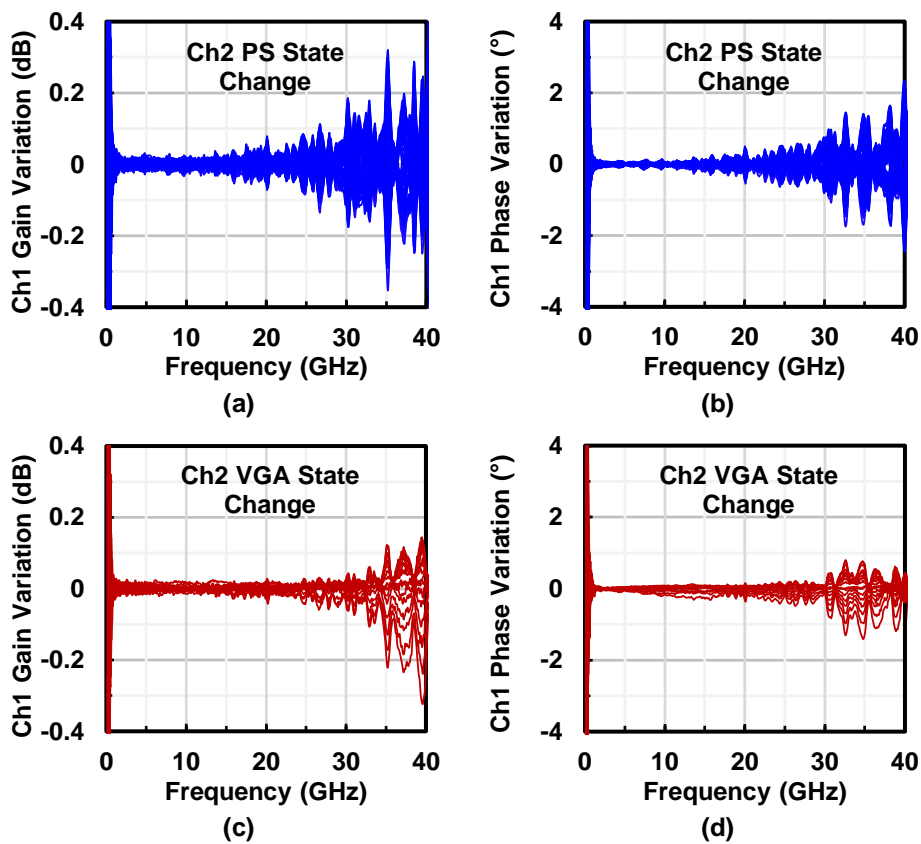 Ch1 Gain Variation (dB)
0.4
0.2
0
-0.2
-0.4
Ch2 PS State
Change
0 10 20 30 40
Frequency (GHz)
(a)
Ch1 Phase Variation (°)
4
2
0
-2
-4
Ch2 PS State
Change
0 10 20 30 40
Frequency (GHz)
(b)
Ch1 Gain Variation (dB)
0.4
0.2
0
-0.2
-0.4
Ch2 VGA State
Change
0 10 20 30 40
Frequency (GHz)
(c)
Ch1 Phase Variation (°)
4
2
0
-2
-4
Ch2 VGA State
Change
0 10 20 30 40
Frequency (GHz)
(d)